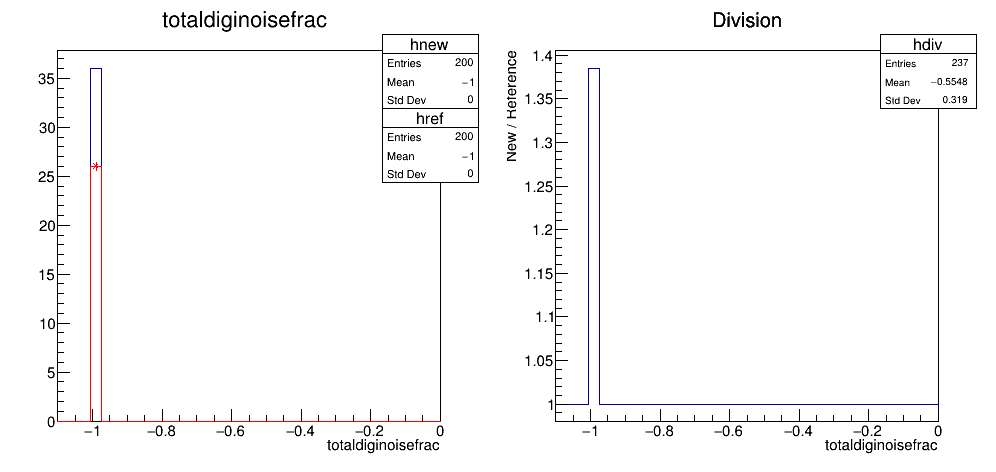 totaldiginoisefrac
hnew
Entries 200
Mean −1
Std Dev 0
href
Entries 200
Mean −1
Std Dev 0
35
30
25
20
15
10
5
0
−1 −0.8 −0.6 −0.4 −0.2 0
totaldiginoisefrac
Division
hdiv
Entries 237
Mean −0.5548
Std Dev 0.319
New / Reference
1.4
1.35
1.3
1.25
1.2
1.15
1.1
1.05
1
−1 −0.8 −0.6 −0.4 −0.2 0
totaldiginoisefrac